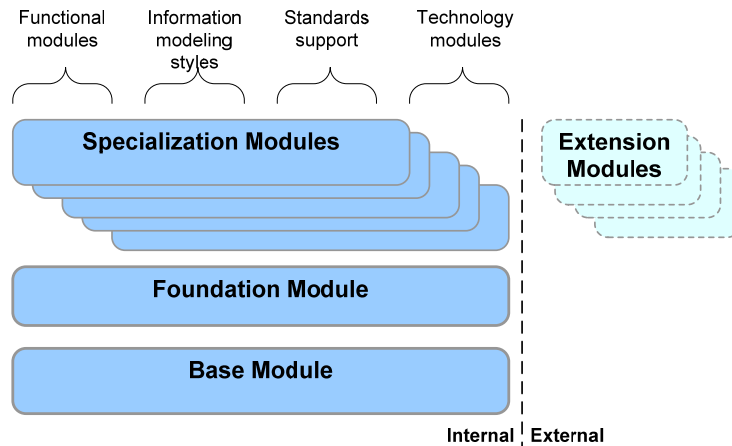 Functional
modules
Information
modeling
styles
Standards
support
Technology
modules
Specialization Modules
Extension
Modules
Foundation Module
Base Module
Internal
External